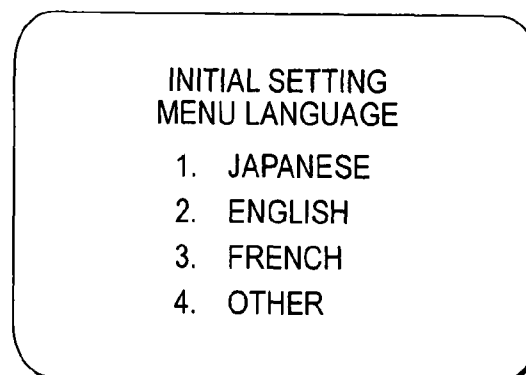 INITIAL SETTING
MENU LANGUAGE
1. JAPANESE
2. ENGLISH
3. FRENCH
4. OTHER